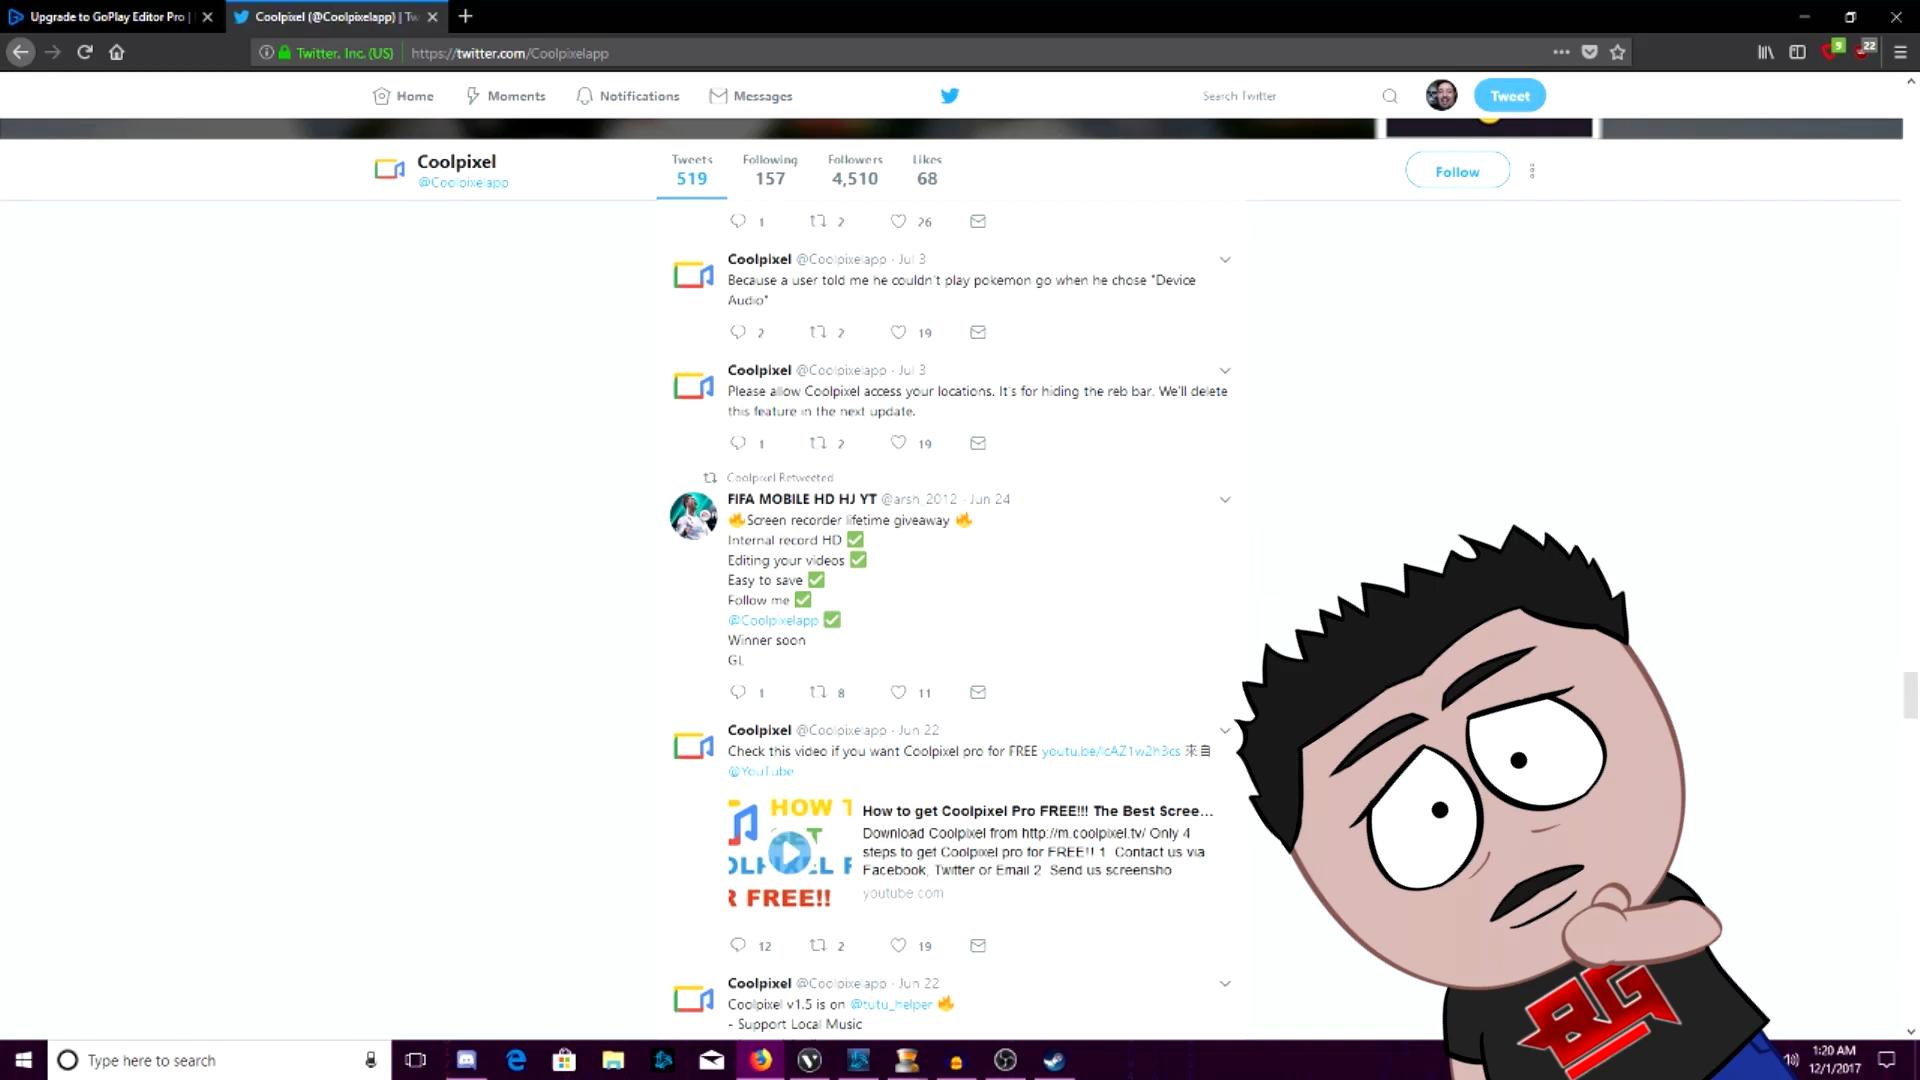 Upgrade to GoPlay Editor Pro |
Coolpixel (@Coolpixelapp) | Tw
Twitter, Inc. (US)
https://twitter.com/Coolpixelapp
9
22
Home
Moments
Notifications
Messages
Search Twitter
Tweet
Coolpixel
@Coolpixelapp
Tweets
519
Following
157
Followers
4,510
Likes
68
Follow
1 2 26
Coolpixel @Coolpixelapp · Jul 3
Because a user told me he couldn't play pokemon go when he chose "Device
Audio"
2 2 19
Coolpixel @Coolpixelapp · Jul 3
Please allow Coolpixel access your locations. It's for hiding the reb bar. We'll delete
this feature in the next update.
1 2 19
Coolpixel Retweeted
FIFA MOBILE HD HJ YT @arsh_2012 · Jun 24
🔥Screen recorder lifetime giveaway 🔥
Internal record HD ✅
Editing your videos ✅
Easy to save ✅
Follow me ✅
@Coolpixelapp ✅
Winner soon
GL
1 8 11
Coolpixel @Coolpixelapp · Jun 22
Check this video if you want Coolpixel pro for FREE youtu.be/icAZ1w2h3cs 來自
@YouTube
HOW T
GET
OLPIXEL F
R FREE!!
How to get Coolpixel Pro FREE!!! The Best Scree...
Download Coolpixel from http://m.coolpixel.tv/ Only 4
steps to get Coolpixel pro for FREE!! 1 Contact us via
Facebook, Twitter or Email 2 Send us screensho
youtube.com
12 2 19
Coolpixel @Coolpixelapp · Jun 22
Coolpixel v1.5 is on @tutu_helper 🔥
- Support Local Music
Type here to search
1:20 AM
12/1/2017